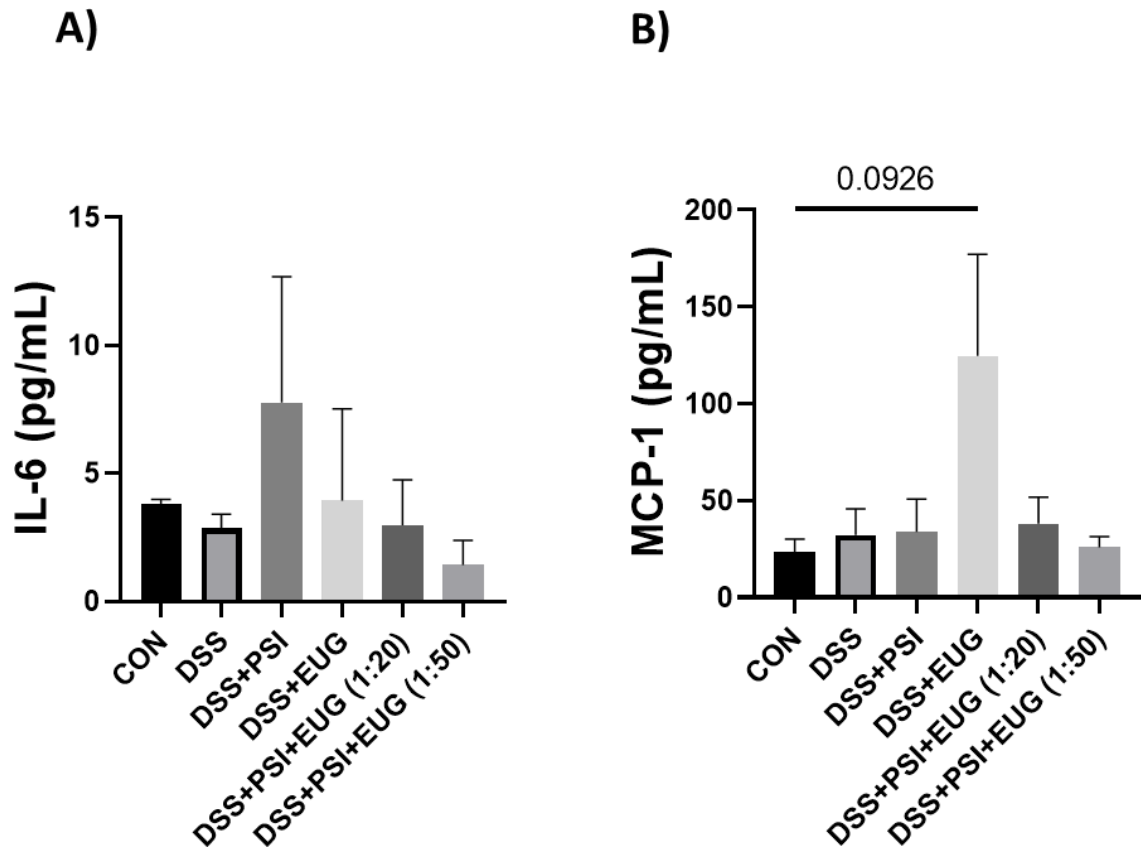 A)
IL-6 (pg/mL)
15
10
5
0
CON
DSS
DSS+PSI
DSS+EUG
DSS+PSI+EUG (1:20)
DSS+PSI+EUG (1:50)
B)
0.0926
MCP-1 (pg/mL)
200
150
100
50
0
CON
DSS
DSS+PSI
DSS+EUG
DSS+PSI+EUG (1:20)
DSS+PSI+EUG (1:50)